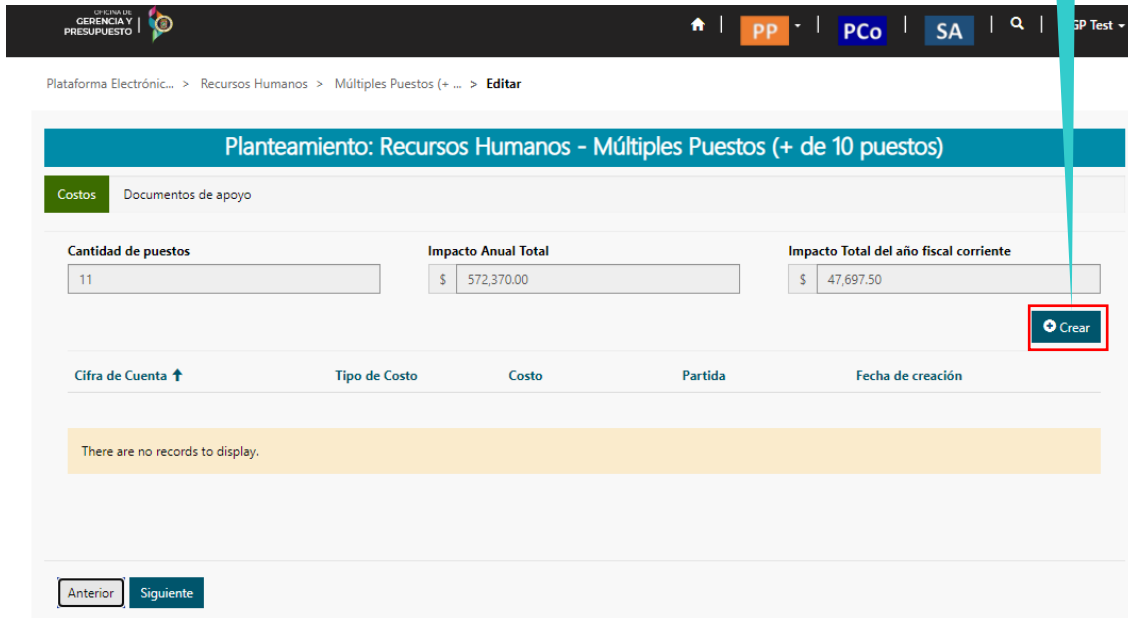 OFICINA DE
GERENCIA Y
PRESUPUESTO
PP PCo SA GP Test
Plataforma Electrónic... > Recursos Humanos > Múltiples Puestos (+ ... > Editar
Planteamiento: Recursos Humanos - Múltiples Puestos (+ de 10 puestos)
Costos Documentos de apoyo
Cantidad de puestos Impacto Anual Total Impacto Total del año fiscal corriente
11 $ 572,370.00 $ 47,697.50
Crear
Cifra de Cuenta Tipo de Costo Costo Partida Fecha de creación
There are no records to display.
Anterior Siguiente